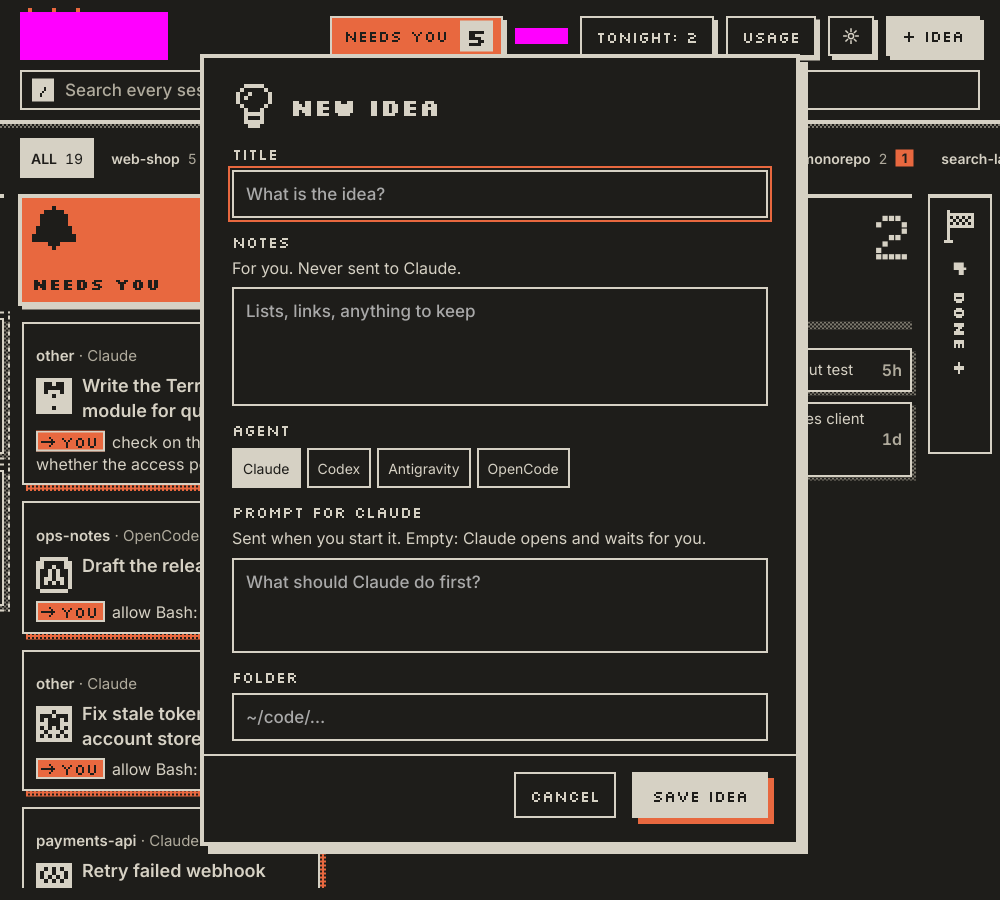 NEEDS YOU 5
TONIGHT: 2
USAGE
+ IDEA
/ Search every ses
ALL 19
web-shop 5
monorepo 2 1
search-la
NEEDS YOU
2
4 DONE +
other · Claude
Write the Terr
module for qu
→ YOU check on th
whether the access p
ops-notes · OpenCode
Draft the relea
→ YOU allow Bash:
other · Claude
Fix stale toker
account store
→ YOU allow Bash:
payments-api · Claude
Retry failed webhook
ut test 5h
es client
1d
NEW IDEA
TITLE
What is the idea?
NOTES
For you. Never sent to Claude.
Lists, links, anything to keep
AGENT
Claude
Codex
Antigravity
OpenCode
PROMPT FOR CLAUDE
Sent when you start it. Empty: Claude opens and waits for you.
What should Claude do first?
FOLDER
~/code/...
CANCEL
SAVE IDEA